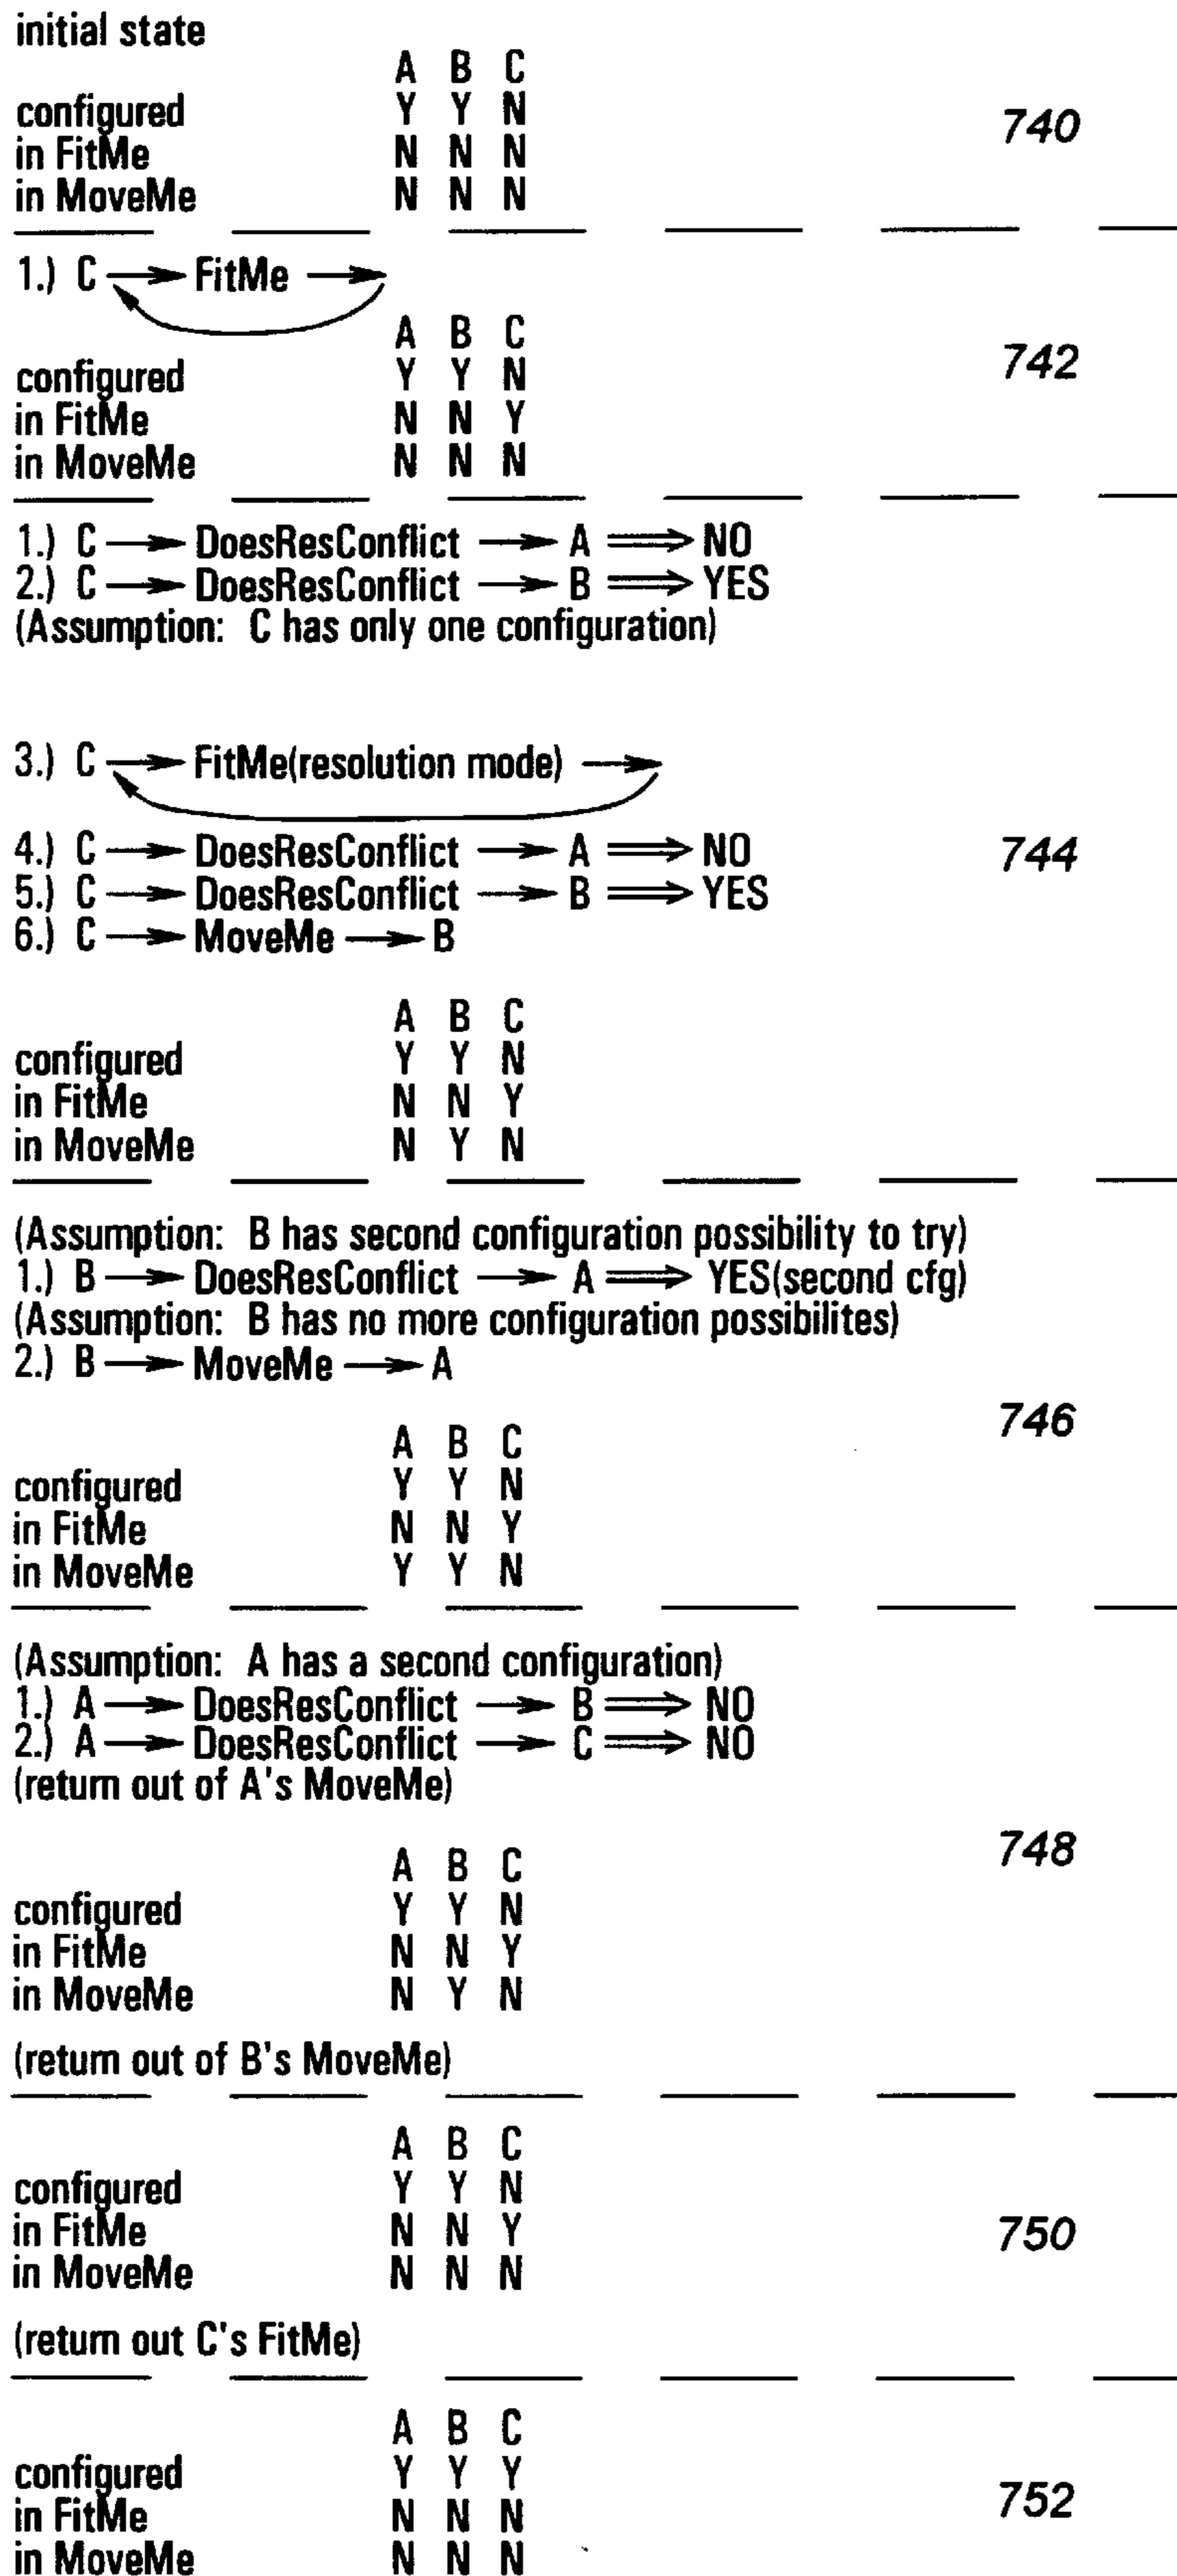 initial state
A B C
configured Y Y N
740
in FitMe N N N
in MoveMe N N N
1.) C → FitMe →
A B C
742
configured Y Y N
in FitMe N N Y
in MoveMe N N N
1.) C → DoesResConflict → A ⇒ NO
2.) C → DoesResConflict → B ⇒ YES
(Assumption: C has only one configuration)
3.) C → FitMe(resolution mode) →
4.) C → DoesResConflict → A ⇒ NO
744
5.) C → DoesResConflict → B ⇒ YES
6.) C → MoveMe → B
A B C
configured Y Y N
in FitMe N N Y
in MoveMe N Y N
(Assumption: B has second configuration possibility to try)
1.) B → DoesResConflict → A ⇒ YES(second cfg)
(Assumption: B has no more configuration possibilites)
2.) B → MoveMe → A
746
A B C
configured Y Y N
in FitMe N N Y
in MoveMe Y Y N
(Assumption: A has a second configuration)
1.) A → DoesResConflict → B ⇒ NO
2.) A → DoesResConflict → C ⇒ NO
(return out of A's MoveMe)
748
A B C
configured Y Y N
in FitMe N N Y
in MoveMe N Y N
(return out of B's MoveMe)
A B C
configured Y Y N
in FitMe N N Y
750
in MoveMe N N N
(return out C's FitMe)
A B C
configured Y Y Y
752
in FitMe N N N
in MoveMe N N N